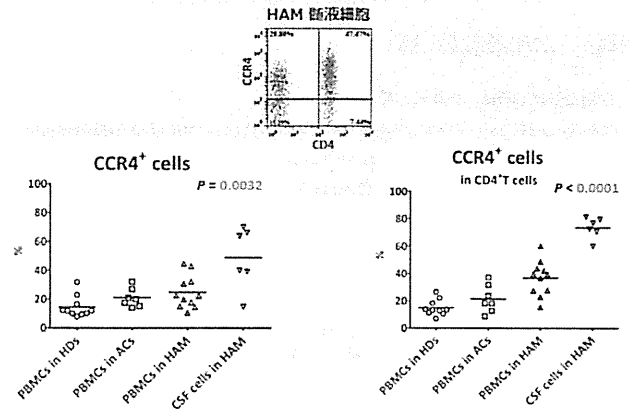 HAM 髄液細胞
47.47%
CCR4
CD4
CCR4⁺ cells
P = 0.0032
100
80
60
40
20
0
%
PBMCs in HDs
PBMCs in ACs
PBMCs in HAM
CSF cells in HAM
CCR4⁺ cells
in CD4⁺T cells
P < 0.0001
100
80
60
40
20
0
%
PBMCs in HDs
PBMCs in ACs
PBMCs in HAM
CSF cells in HAM